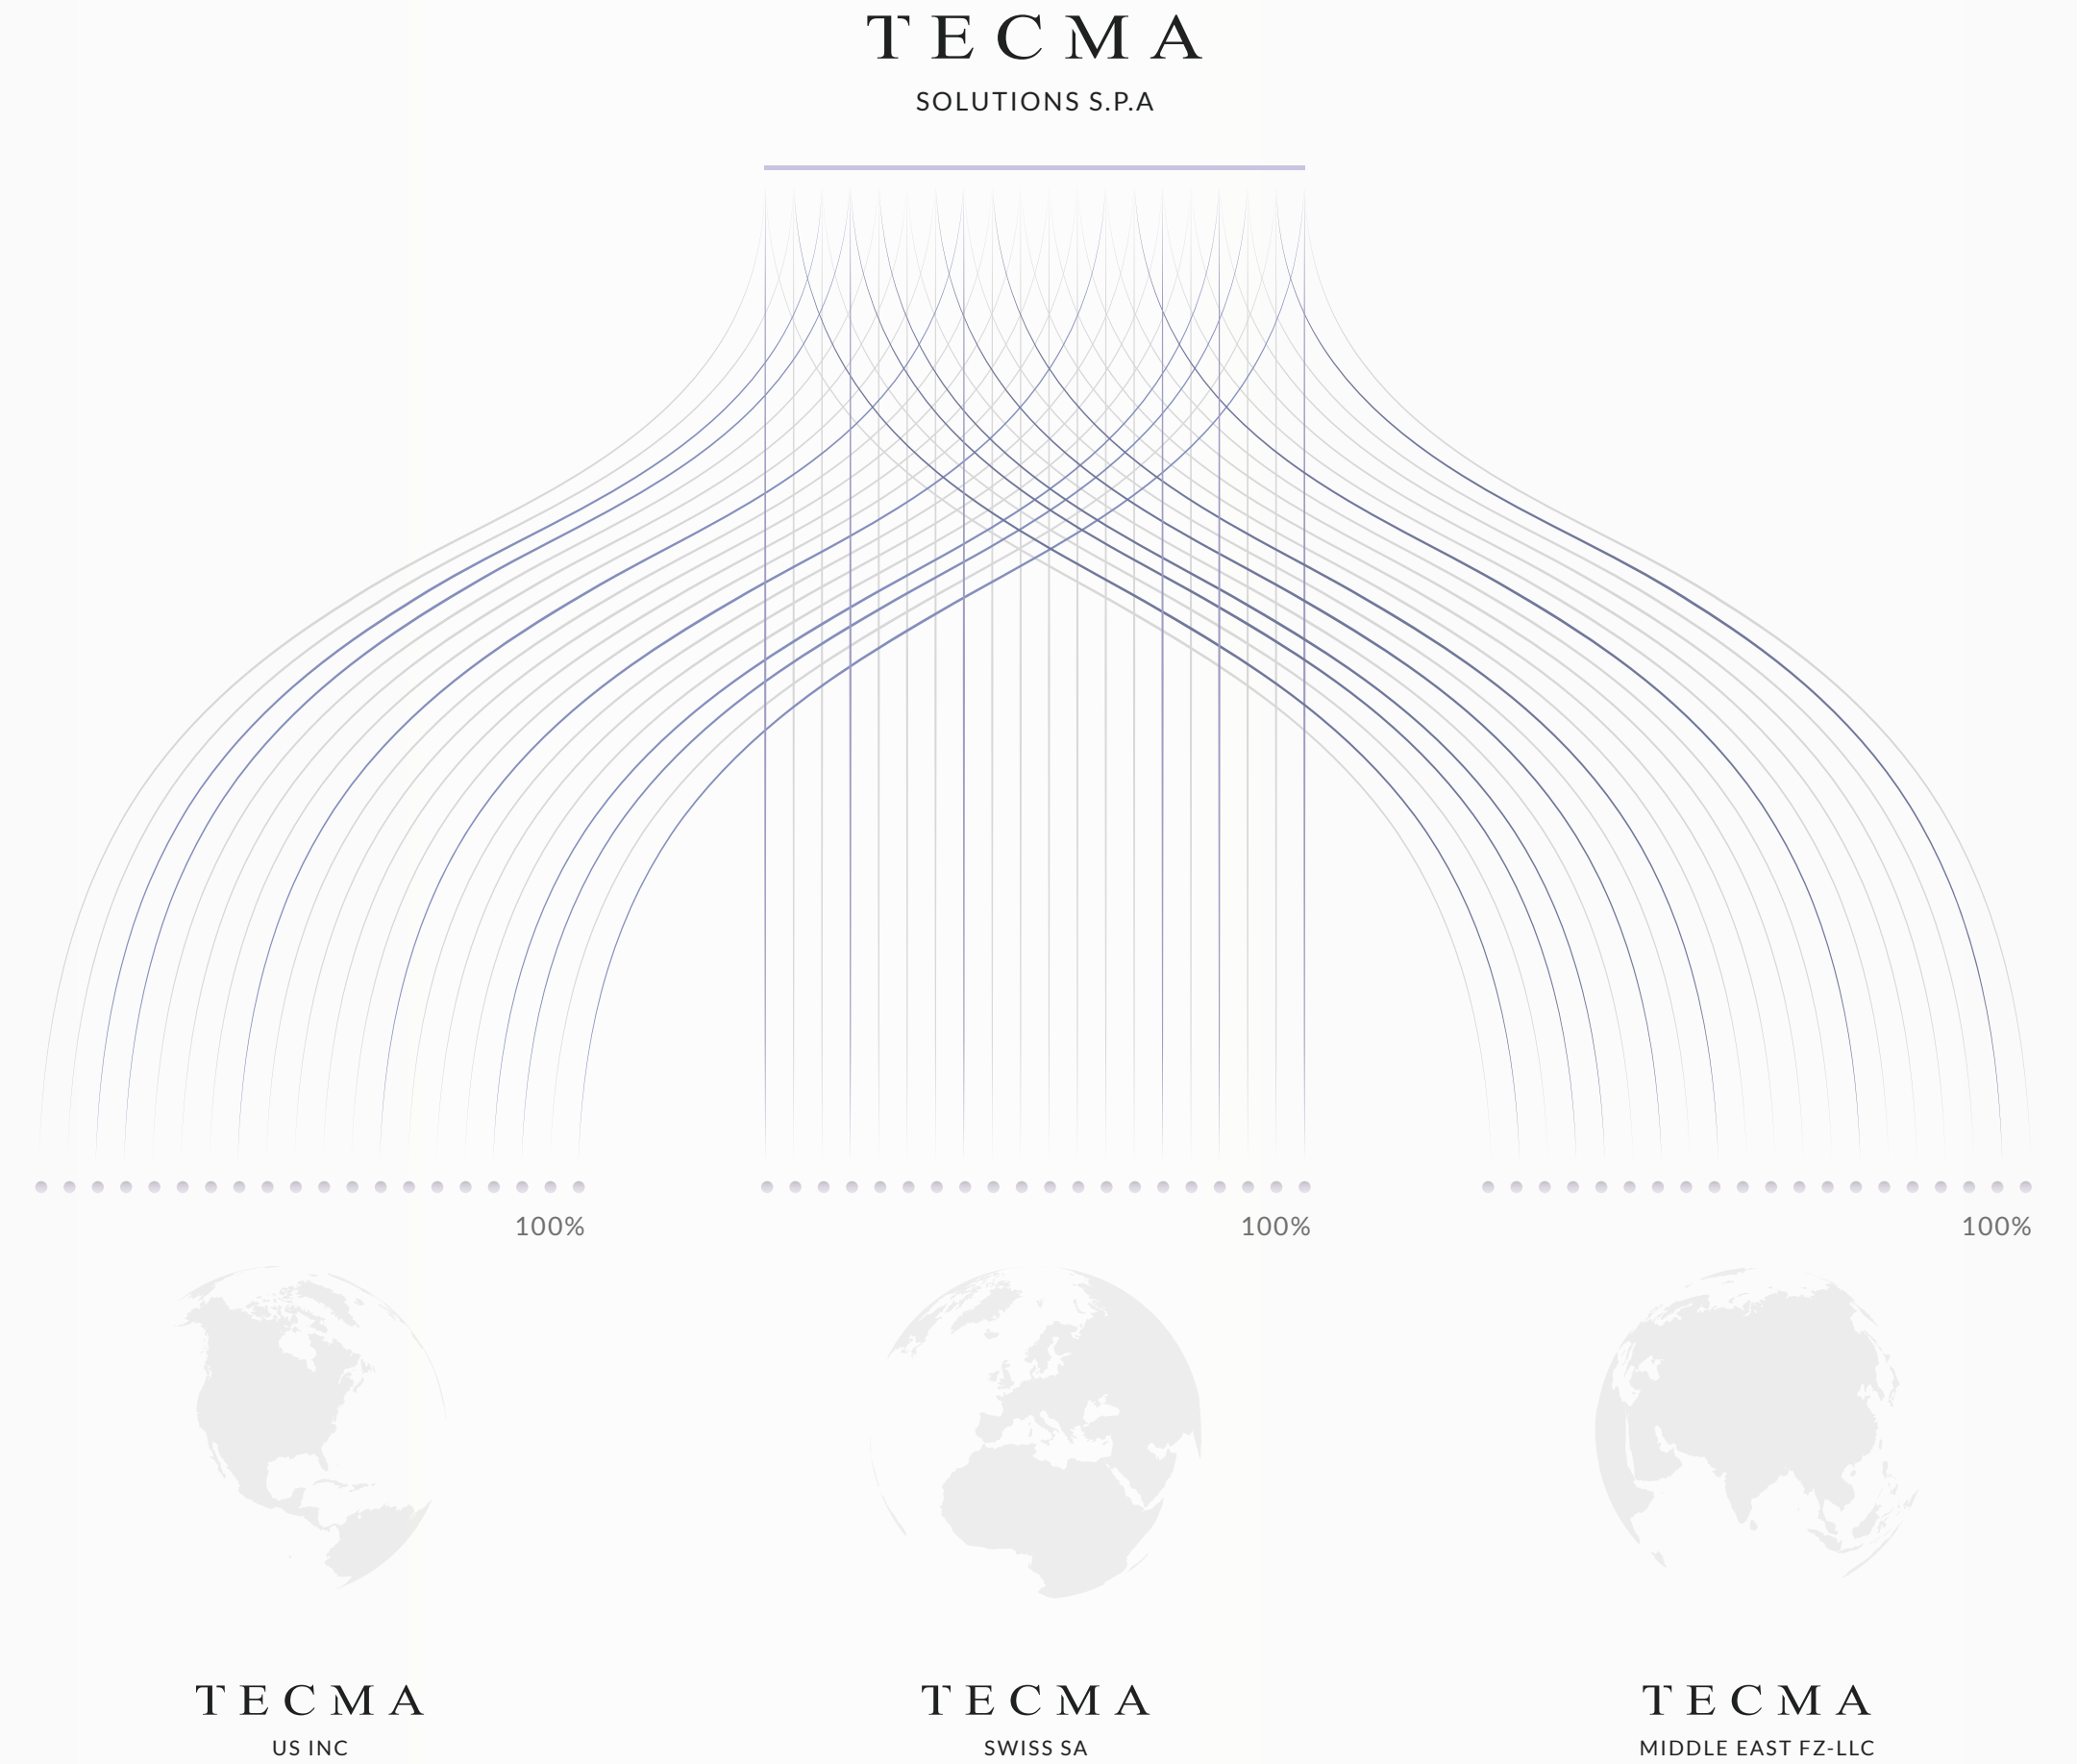 TECMA
SOLUTIONS S.P.A
100%
100%
100%
TECMA
US INC
TECMA
SWISS SA
TECMA
MIDDLE EAST FZ-LLC